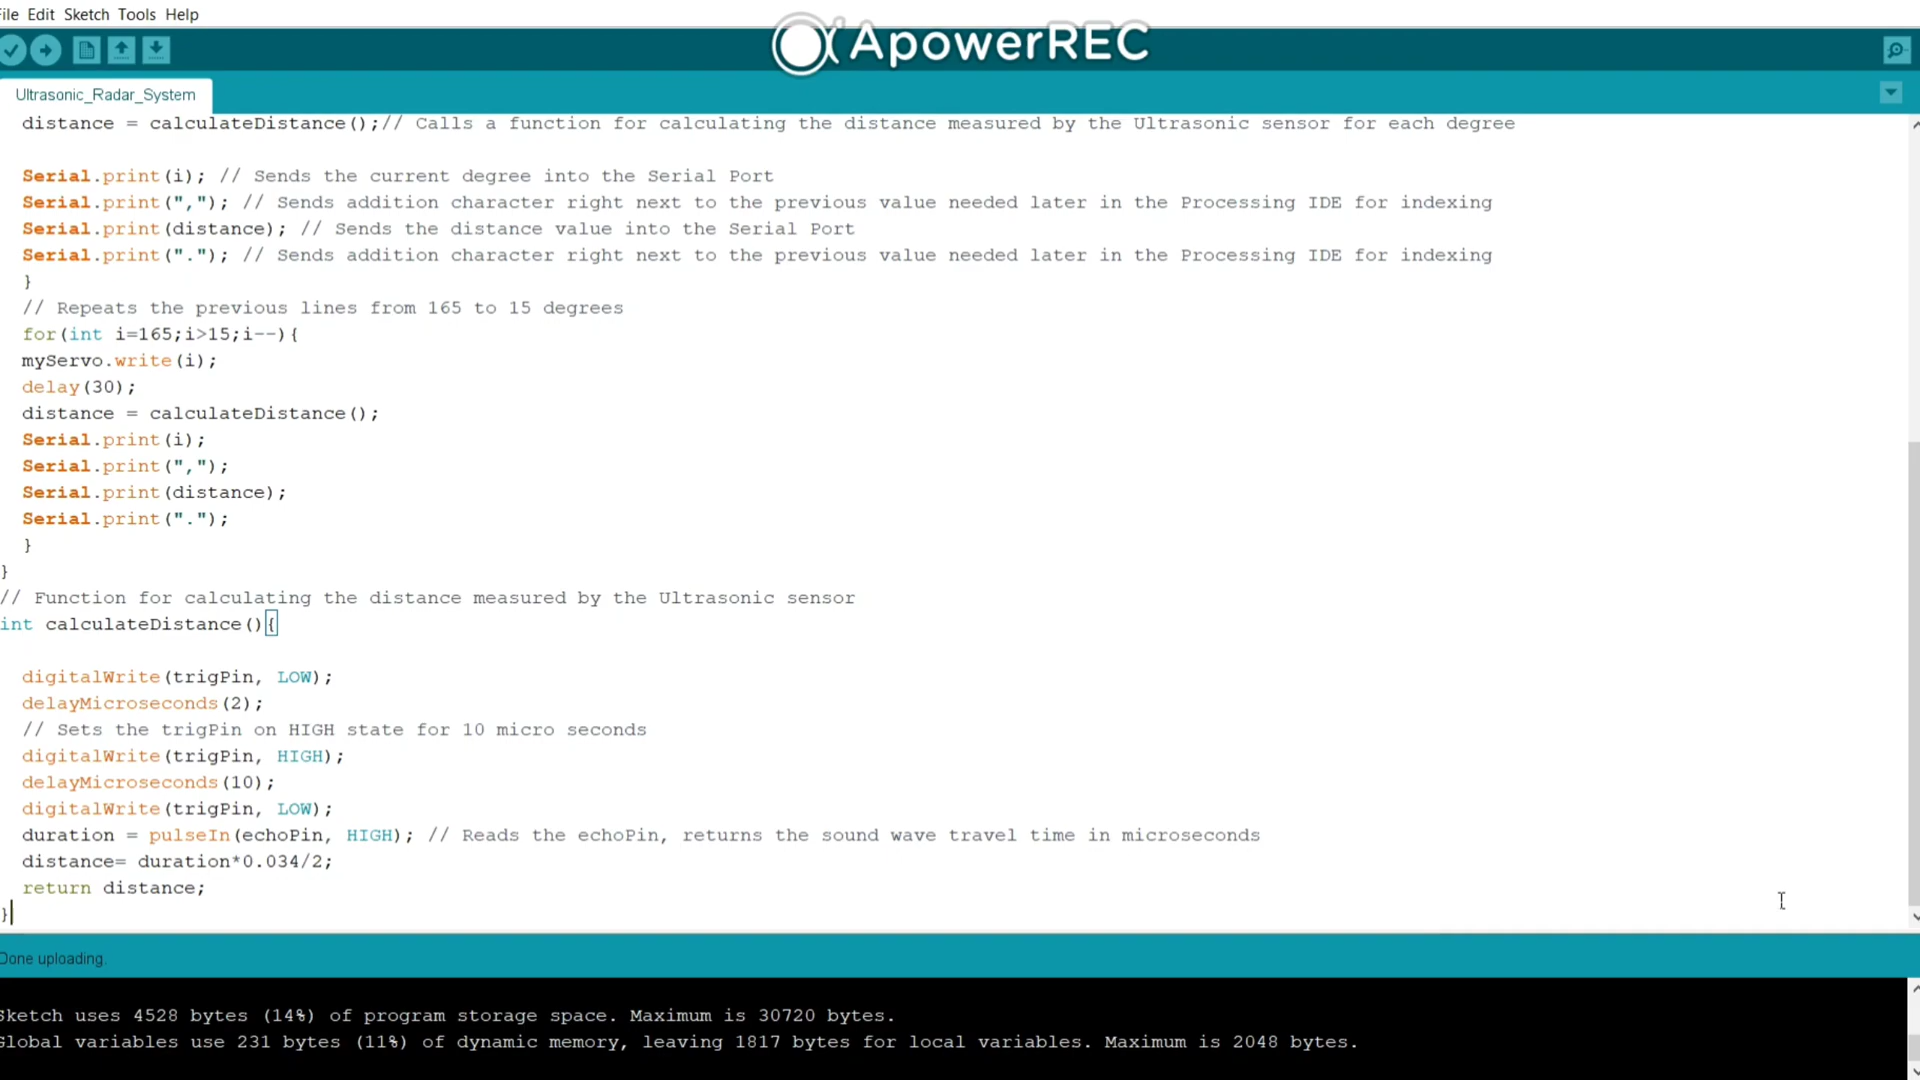 ile Edit Sketch Tools Help
ApowerREC
Ultrasonic_Radar_System
distance = calculateDistance();// Calls a function for calculating the distance measured by the Ultrasonic sensor for each degree
Serial.print(i); // Sends the current degree into the Serial Port
Serial.print(","); // Sends addition character right next to the previous value needed later in the Processing IDE for indexing
Serial.print(distance); // Sends the distance value into the Serial Port
Serial.print("."); // Sends addition character right next to the previous value needed later in the Processing IDE for indexing
}
// Repeats the previous lines from 165 to 15 degrees
for(int i=165;i>15;i--){
myServo.write(i);
delay(30);
distance = calculateDistance();
Serial.print(i);
Serial.print(",");
Serial.print(distance);
Serial.print(".");
}
}
// Function for calculating the distance measured by the Ultrasonic sensor
int calculateDistance(){
digitalWrite(trigPin, LOW);
delayMicroseconds(2);
// Sets the trigPin on HIGH state for 10 micro seconds
digitalWrite(trigPin, HIGH);
delayMicroseconds(10);
digitalWrite(trigPin, LOW);
duration = pulseIn(echoPin, HIGH); // Reads the echoPin, returns the sound wave travel time in microseconds
distance= duration*0.034/2;
return distance;
}
Done uploading.
Sketch uses 4528 bytes (14%) of program storage space. Maximum is 30720 bytes.
Global variables use 231 bytes (11%) of dynamic memory, leaving 1817 bytes for local variables. Maximum is 2048 bytes.